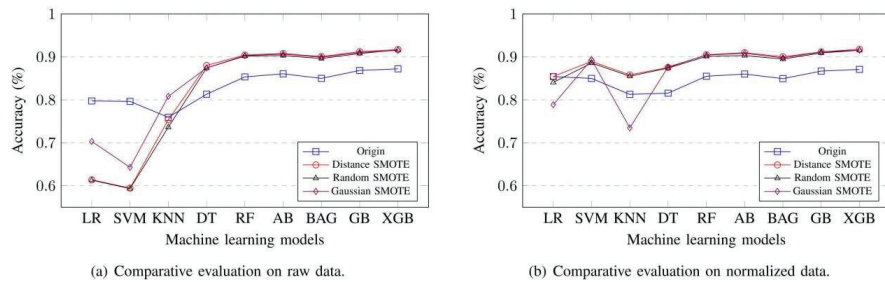 1
0.9
0.8
0.7
0.6
Accuracy (%)
Origin
Distance SMOTE
Random SMOTE
Gaussian SMOTE
LR SVM KNN DT RF AB BAG GB XGB
Machine learning models
(a) Comparative evaluation on raw data.
1
0.9
0.8
0.7
0.6
Accuracy (%)
Origin
Distance SMOTE
Random SMOTE
Gaussian SMOTE
LR SVM KNN DT RF AB BAG GB XGB
Machine learning models
(b) Comparative evaluation on normalized data.